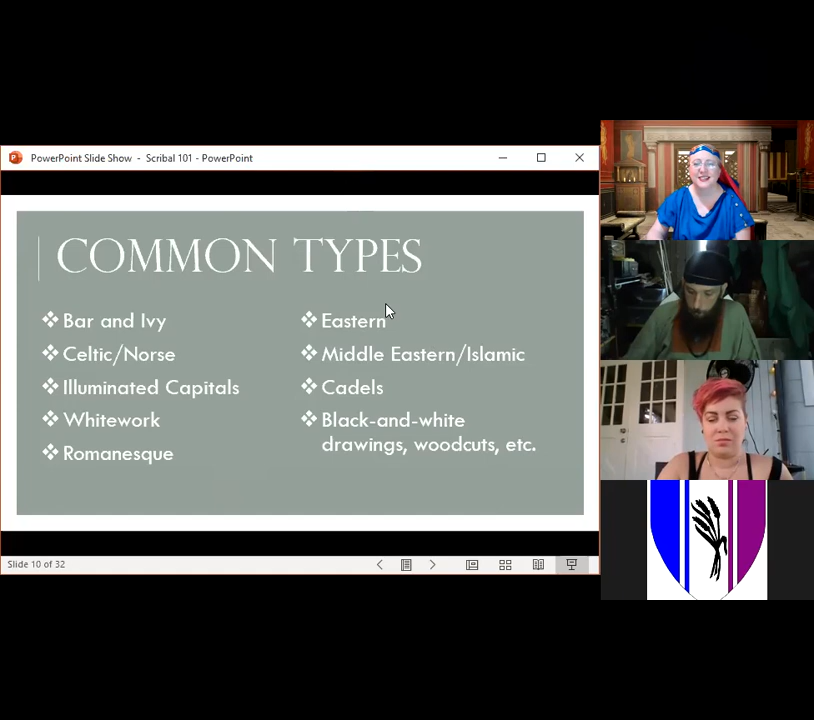 PowerPoint Slide Show - Scribal 101 - PowerPoint
COMMON TYPES
❖ Bar and Ivy
❖ Celtic/Norse
❖ Illuminated Capitals
❖ Whitework
❖ Romanesque
❖ Eastern
❖ Middle Eastern/Islamic
❖ Cadels
❖ Black-and-white
drawings, woodcuts, etc.
Slide 10 of 32